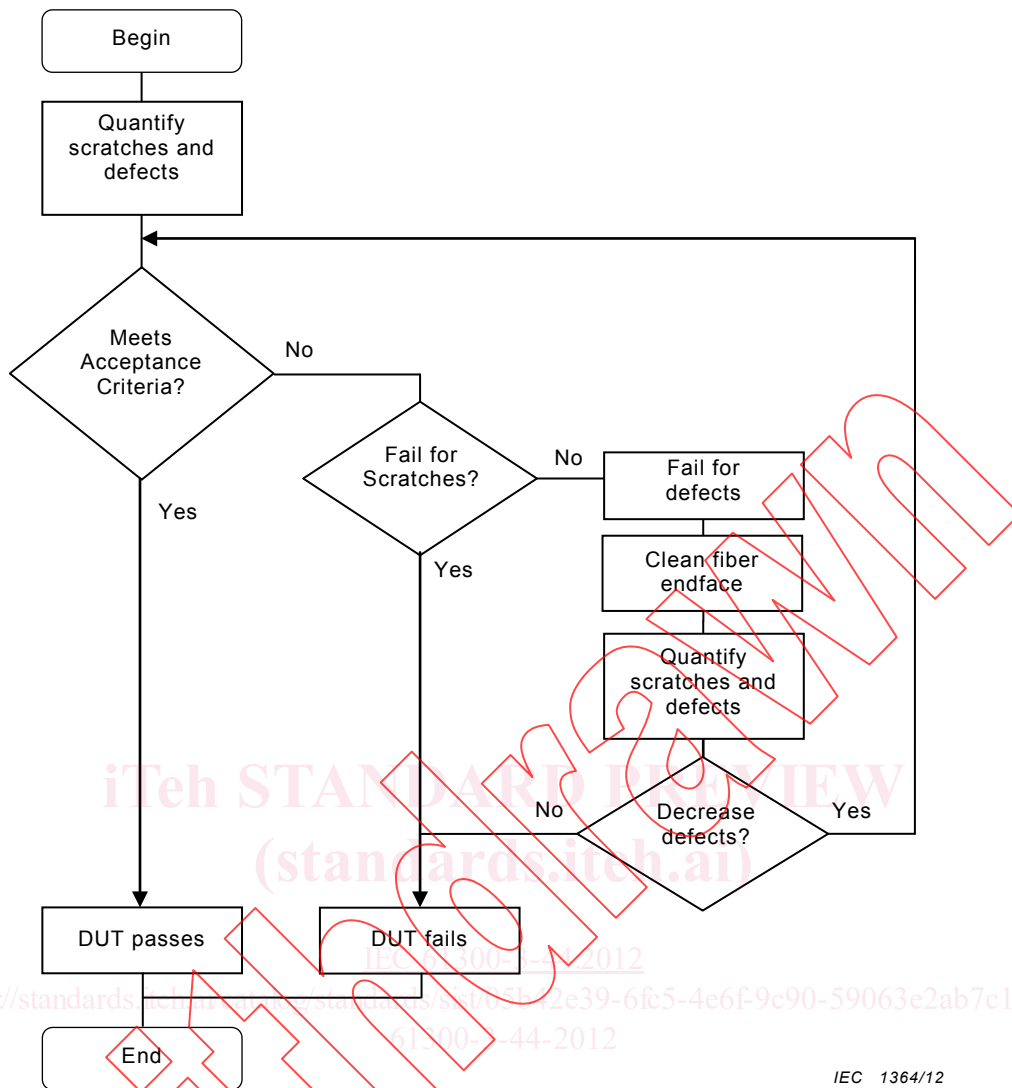 Begin
Quantify
scratches and
defects
Meets
Acceptance
Criteria?
No
Fail for
Scratches?
No
Fail for
defects
Yes
Yes
Clean fiber
endface
Quantify
scratches and
defects
iTeh STANDARD PREVIEW
No
Decrease
defects?
Yes
(standards.iteh.ai)
DUT passes
DUT fails
IEC 61300-3-44:2012
End
61300-3-44-2012
IEC 1364/12
Withdrawn